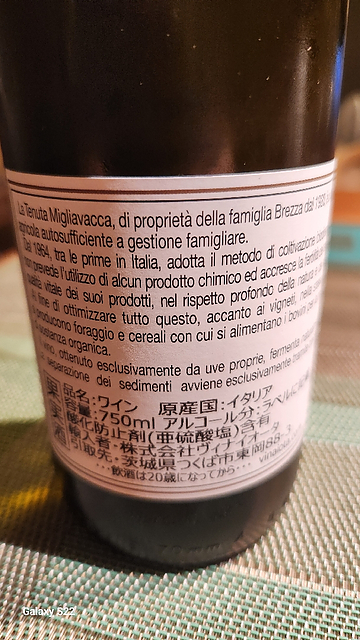 La Tenuta Migliavacca, di proprietà della famiglia Brezza dal
agricola autosufficiente a gestione famigliare.
Dal 1964, tra le prime in Italia, adotta il metodo di coltivazione
prevede l'utilizzo di alcun prodotto chimico ed accresce la
vitale dei suoi prodotti, nel rispetto profondo della natura
fine di ottimizzare tutto questo, accanto ai vigneti, nella
producono foraggio e cereali con cui si alimentano i bovini
sostanza organica.
vino, ottenuto esclusivamente da uve proprie, fermenta
separazione dei sedimenti avviene esclusivamente
品名:ワイン 原産国:イタリア
容量:750ml アルコール分:ラベルに
酸化防止剤(亜硫酸塩)含有
輸入者:株式会社ヴィナイオータ
引取先:茨城県つくば市東岡88-3
…飲酒は20歳になってから…
Galaxy S22